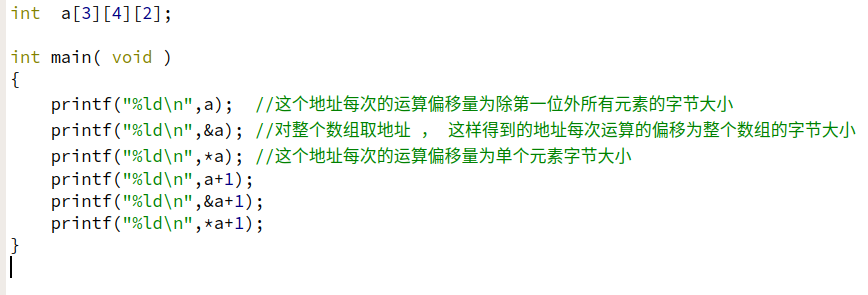 int  a[3][4][2];
int main( void )
{
printf("%ld\n",a);  //这个地址每次的运算偏移量为除第一位外所有元素的字节大小
printf("%ld\n",&a); //对整个数组取地址 ， 这样得到的地址每次运算的偏移为整个数组的字节大小
printf("%ld\n",*a); //这个地址每次的运算偏移量为单个元素字节大小
printf("%ld\n",a+1);
printf("%ld\n",&a+1);
printf("%ld\n",*a+1);
}